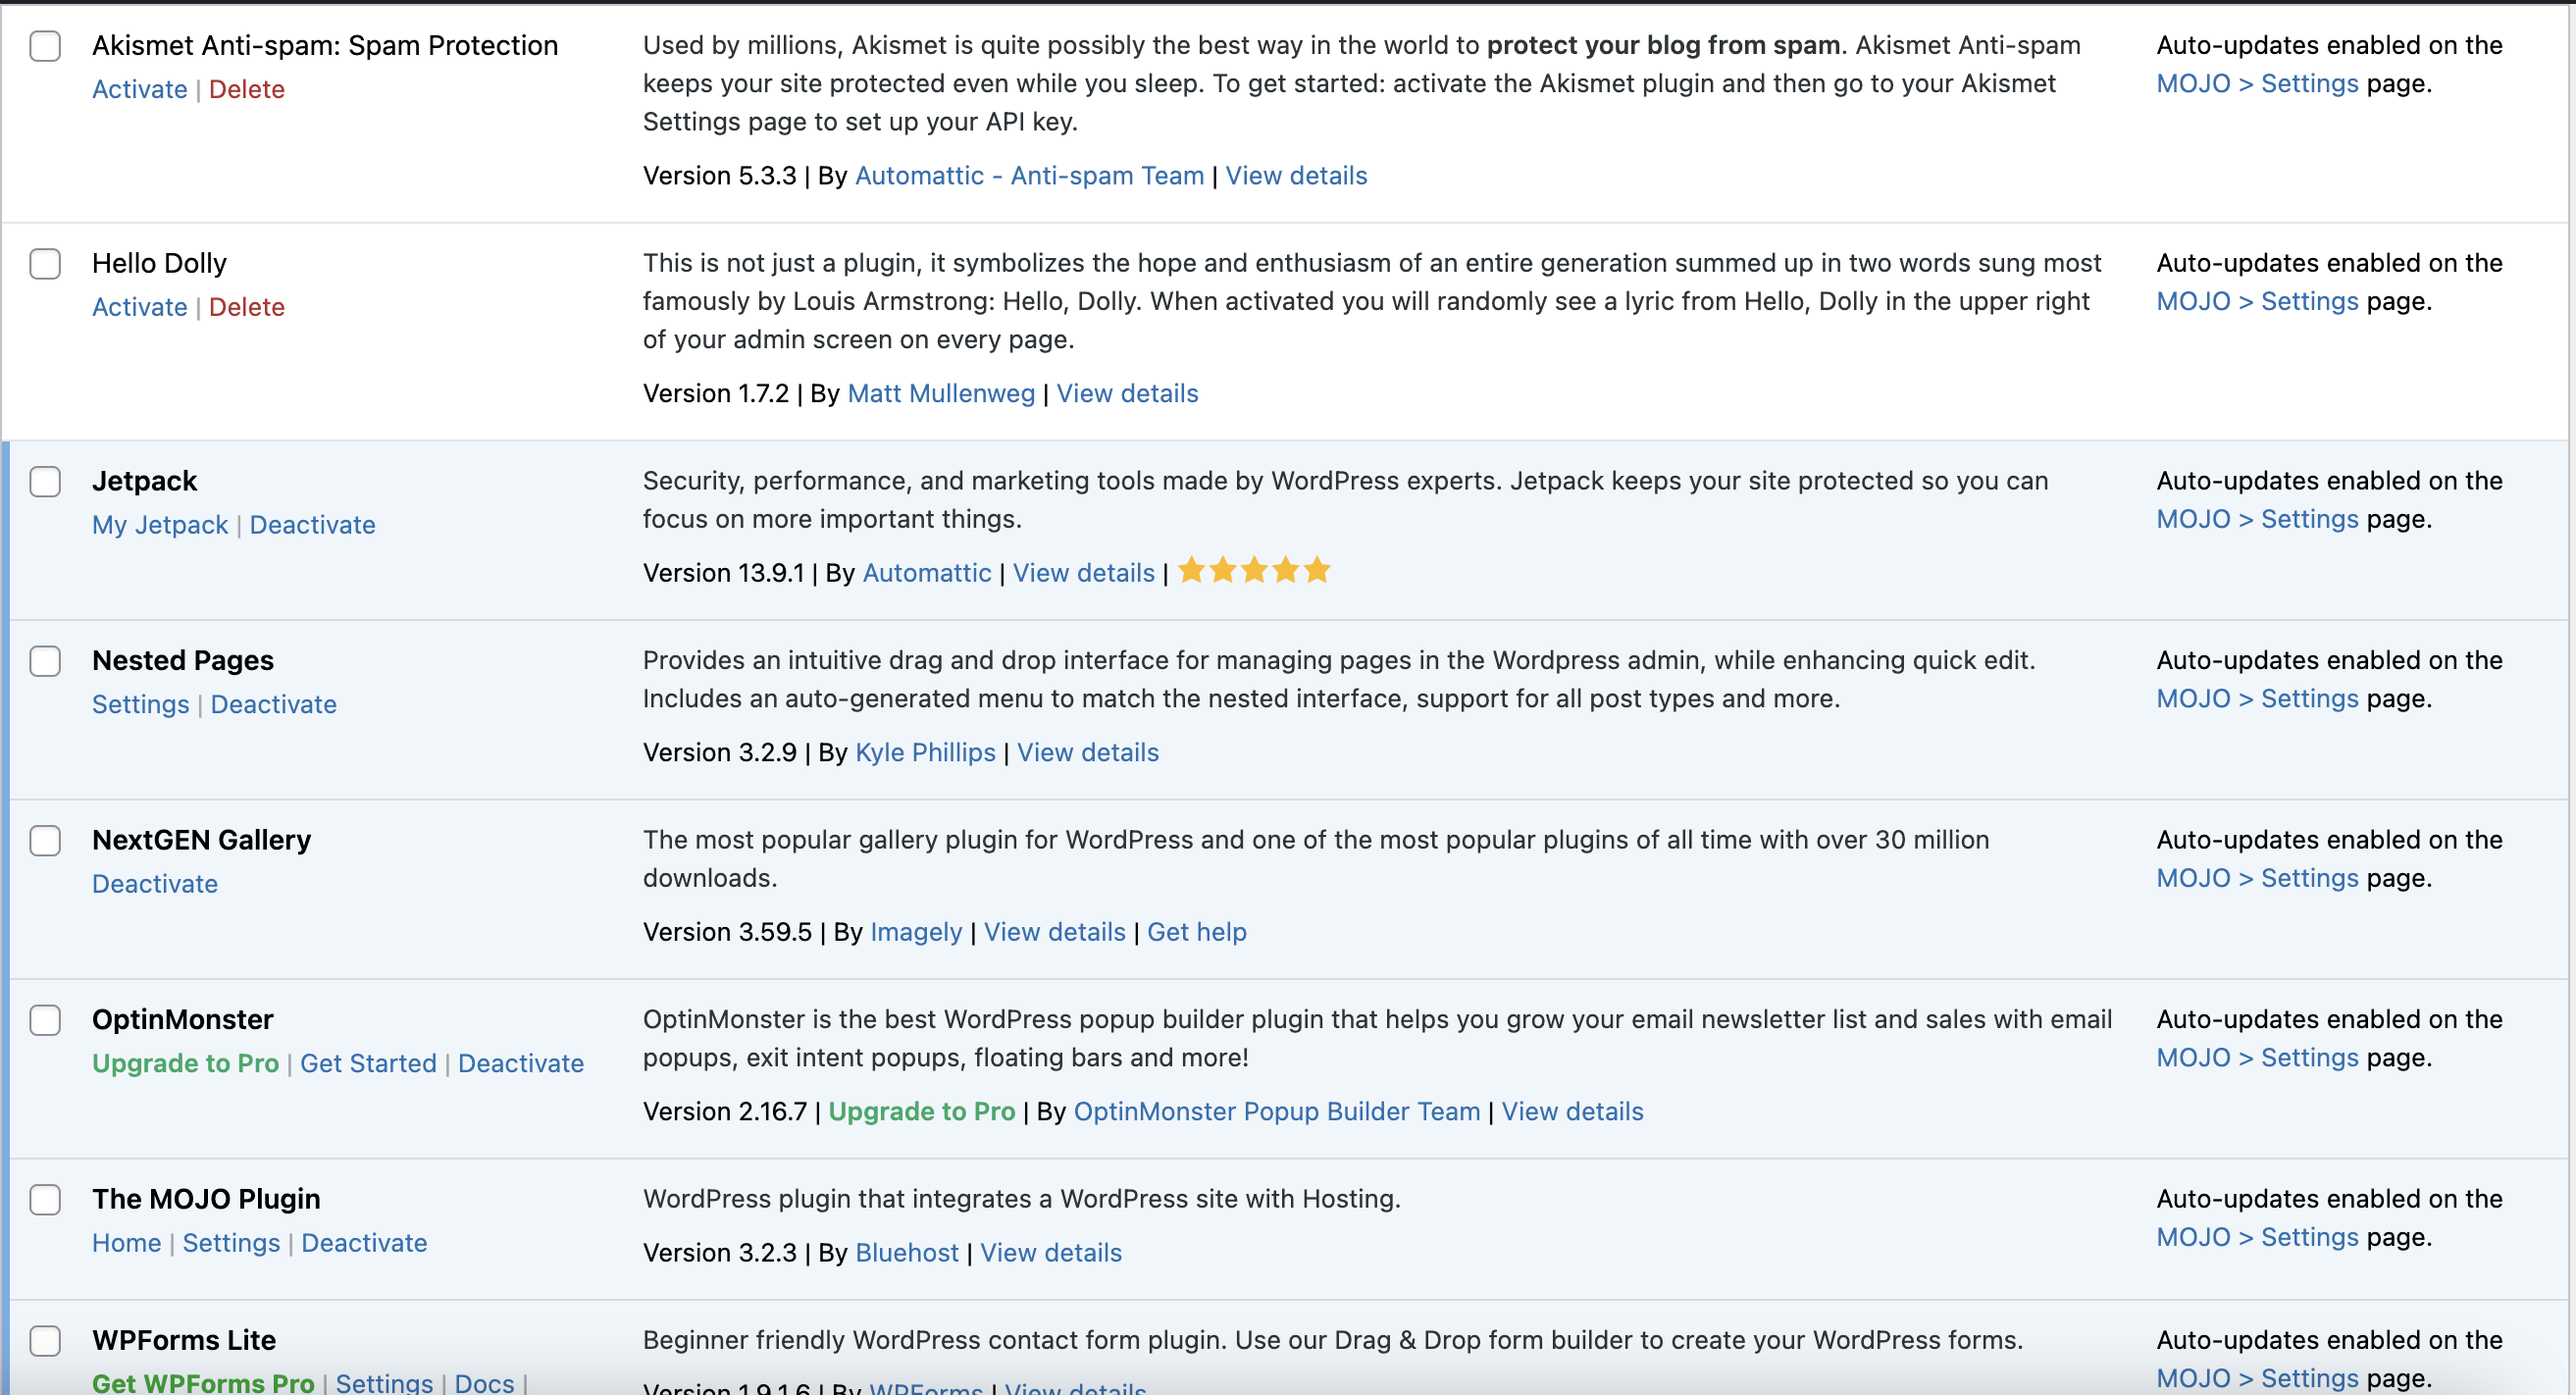 Akismet Anti-spam: Spam Protection
Activate | Delete
Used by millions, Akismet is quite possibly the best way in the world to protect your blog from spam. Akismet Anti-spam
keeps your site protected even while you sleep. To get started: activate the Akismet plugin and then go to your Akismet
Settings page to set up your API key.
Version 5.3.3 | By Automattic - Anti-spam Team | View details
Auto-updates enabled on the
MOJO > Settings page.
Hello Dolly
Activate | Delete
This is not just a plugin, it symbolizes the hope and enthusiasm of an entire generation summed up in two words sung most
famously by Louis Armstrong: Hello, Dolly. When activated you will randomly see a lyric from Hello, Dolly in the upper right
of your admin screen on every page.
Version 1.7.2 | By Matt Mullenweg | View details
Auto-updates enabled on the
MOJO > Settings page.
Jetpack
My Jetpack | Deactivate
Security, performance, and marketing tools made by WordPress experts. Jetpack keeps your site protected so you can
focus on more important things.
Version 13.9.1 | By Automattic | View details | ★★★★★
Auto-updates enabled on the
MOJO > Settings page.
Nested Pages
Settings | Deactivate
Provides an intuitive drag and drop interface for managing pages in the Wordpress admin, while enhancing quick edit.
Includes an auto-generated menu to match the nested interface, support for all post types and more.
Version 3.2.9 | By Kyle Phillips | View details
Auto-updates enabled on the
MOJO > Settings page.
NextGEN Gallery
Deactivate
The most popular gallery plugin for WordPress and one of the most popular plugins of all time with over 30 million
downloads.
Version 3.59.5 | By Imagely | View details | Get help
Auto-updates enabled on the
MOJO > Settings page.
OptinMonster
Upgrade to Pro | Get Started | Deactivate
OptinMonster is the best WordPress popup builder plugin that helps you grow your email newsletter list and sales with email
popups, exit intent popups, floating bars and more!
Version 2.16.7 | Upgrade to Pro | By OptinMonster Popup Builder Team | View details
Auto-updates enabled on the
MOJO > Settings page.
The MOJO Plugin
Home | Settings | Deactivate
WordPress plugin that integrates a WordPress site with Hosting.
Version 3.2.3 | By Bluehost | View details
Auto-updates enabled on the
MOJO > Settings page.
WPForms Lite
Get WPForms Pro | Settings | Docs |
Beginner friendly WordPress contact form plugin. Use our Drag & Drop form builder to create your WordPress forms.
Version 1.9.1.6 | By WPForms | View details
Auto-updates enabled on the
MOJO > Settings page.